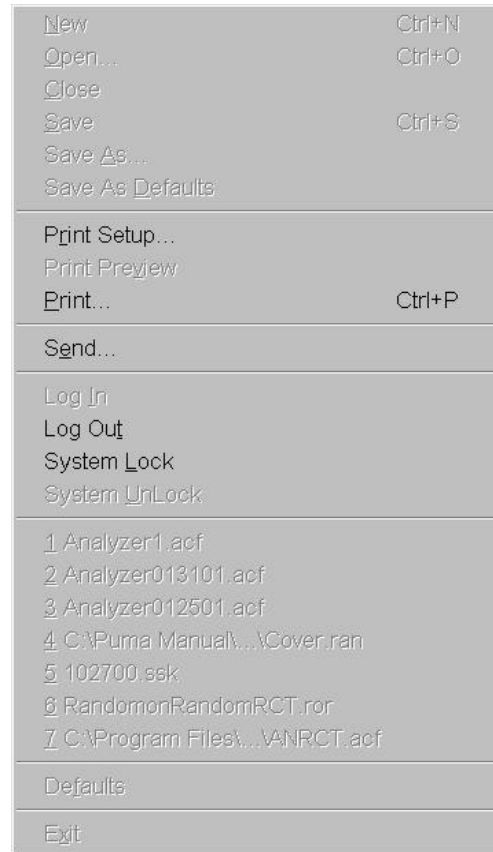 New Ctrl+N
Open... Ctrl+O
Close
Save Ctrl+S
Save As...
Save As Defaults
Print Setup...
Print Preview
Print... Ctrl+P
Send...
Log In
Log Out
System Lock
System UnLock
1 Analyzer1.acf
2 Analyzer013101.acf
3 Analyzer012501.acf
4 C:\Puma Manual\...\Cover.ran
5 102700.ssk
6 RandomonRandomRCT.ror
7 C:\Program Files\...\ANRCT.acf
Defaults
Exit